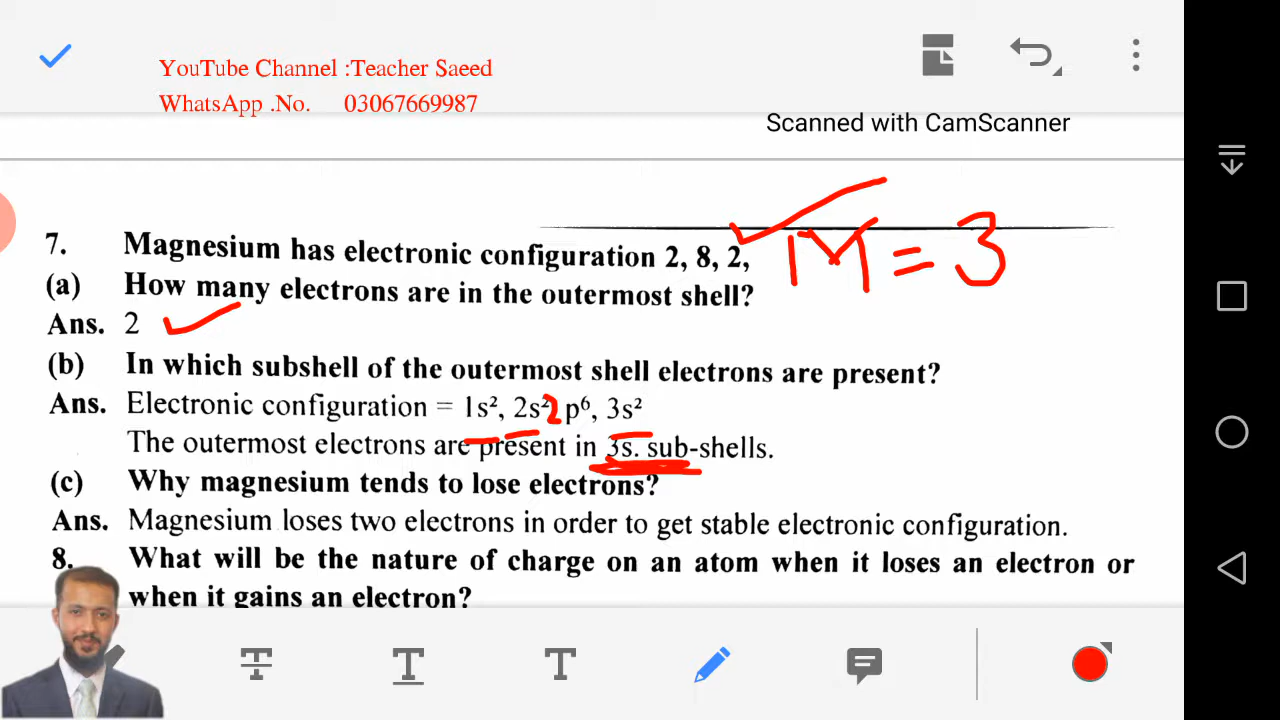 YouTube Channel :Teacher Saeed
WhatsApp .No. 03067669987
Scanned with CamScanner
M = 3
7. Magnesium has electronic configuration 2, 8, 2,
(a) How many electrons are in the outermost shell?
Ans. 2
(b) In which subshell of the outermost shell electrons are present?
Ans. Electronic configuration = 1s², 2s² 2p⁶, 3s²
The outermost electrons are present in 3s. sub-shells.
(c) Why magnesium tends to lose electrons?
Ans. Magnesium loses two electrons in order to get stable electronic configuration.
8. What will be the nature of charge on an atom when it loses an electron or
when it gains an electron?
T T T